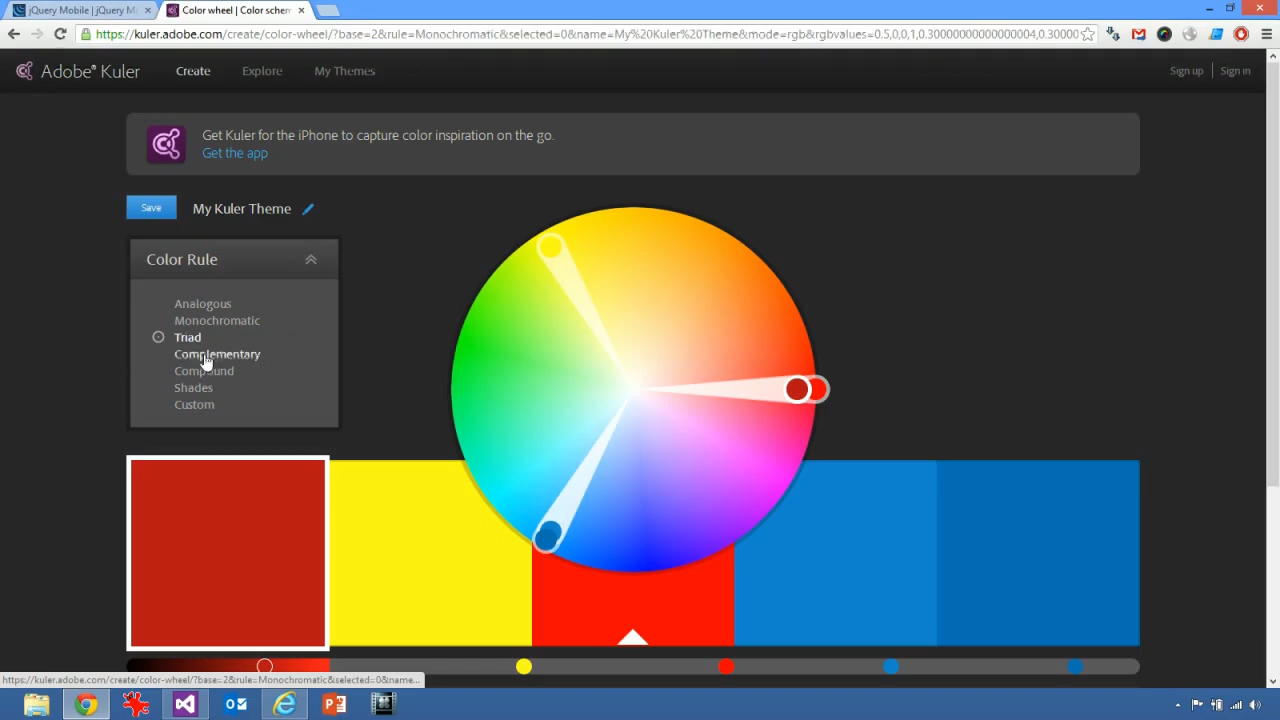 jQuery Mobile | jQuery M
Color wheel | Color schem
https://kuler.adobe.com/create/color-wheel/?base=2&rule=Monochromatic&selected=0&name=My%20Kuler%20Theme&mode=rgb&rgbvalues=0.5,0,0,1,0.30000000000000004,0.30000
Adobe® Kuler
Create
Explore
My Themes
Sign up
Sign in
Get Kuler for the iPhone to capture color inspiration on the go.
Get the app
Save
My Kuler Theme
Color Rule
Analogous
Monochromatic
Triad
Complementary
Compound
Shades
Custom
https://kuler.adobe.com/create/color-wheel/?base=2&rule=Monochromatic&selected=0&name...